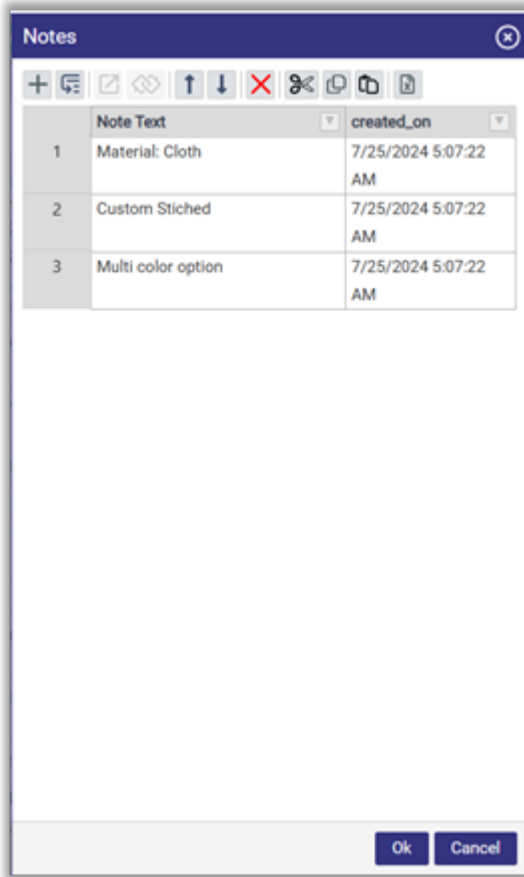 Notes
Note Text created_on
1 Material: Cloth 7/25/2024 5:07:22
AM
2 Custom Stiched 7/25/2024 5:07:22
AM
3 Multi color option 7/25/2024 5:07:22
AM
Ok Cancel